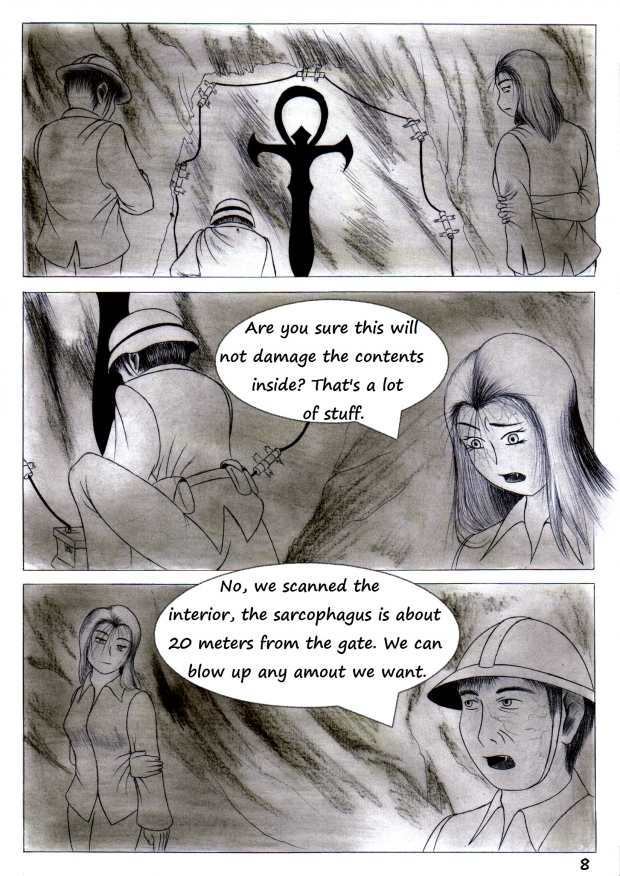 Are you sure this will
not damage the contents
inside? That's a lot
of stuff.
No, we scanned the
interior, the sarcophagus is about
20 meters from the gate. We can
blow up any amout we want.
8